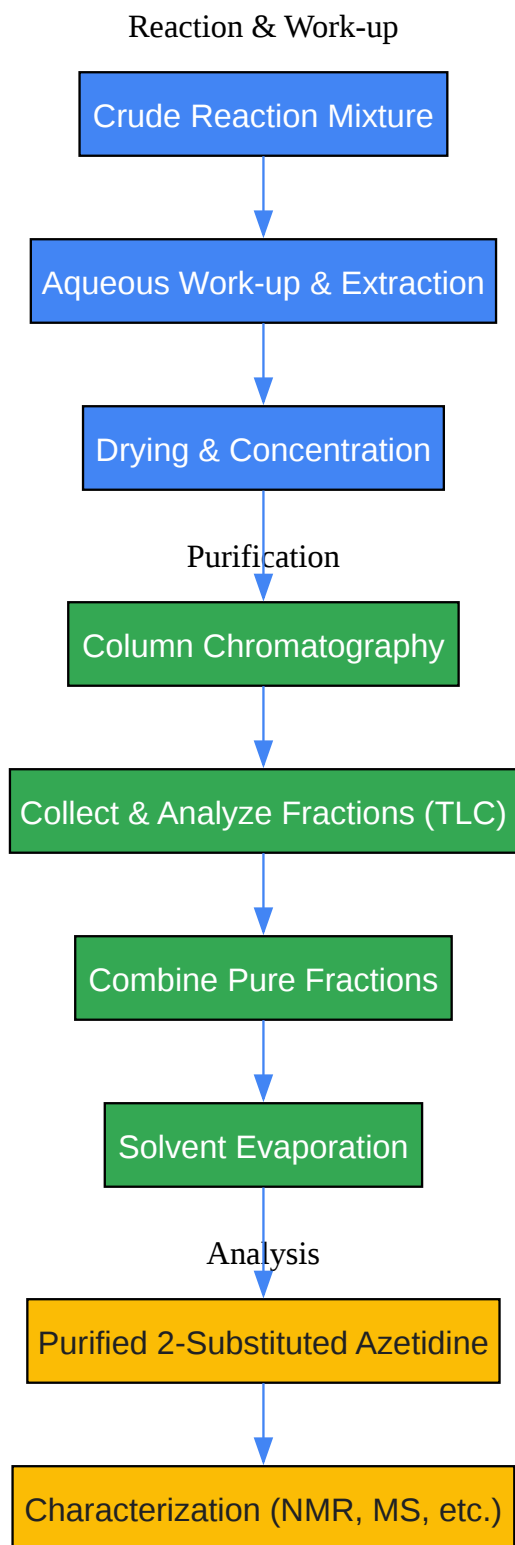 Reaction & Work-up
Crude Reaction Mixture
Aqueous Work-up & Extraction
Drying & Concentration
Purification
Column Chromatography
Collect & Analyze Fractions (TLC)
Combine Pure Fractions
Solvent Evaporation
Analysis
Purified 2-Substituted Azetidine
Characterization (NMR, MS, etc.)